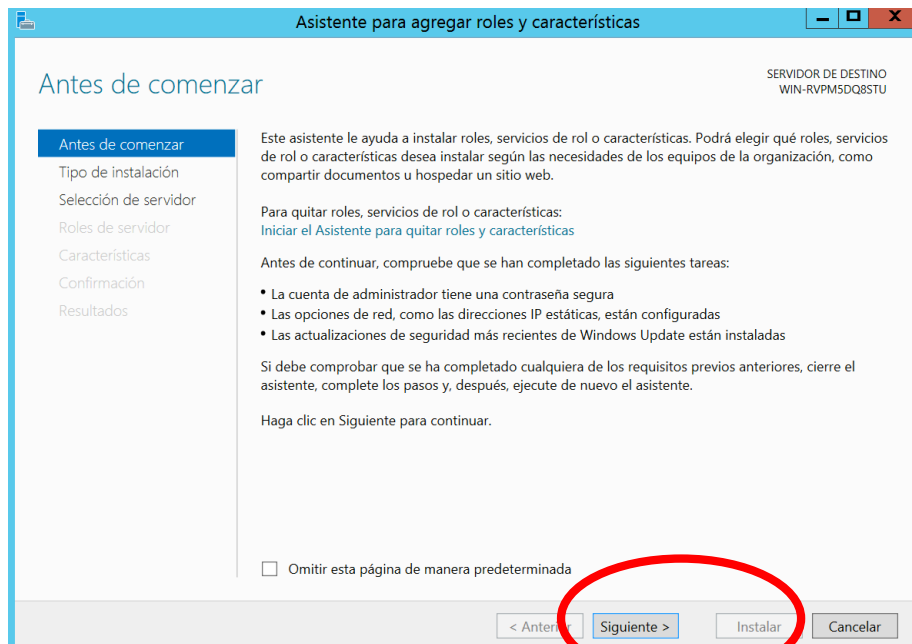 Asistente para agregar roles y características
Antes de comenzar
SERVIDOR DE DESTINO
WIN-RVPM5DQ8STU
Antes de comenzar
Tipo de instalación
Selección de servidor
Roles de servidor
Características
Confirmación
Resultados
Este asistente le ayuda a instalar roles, servicios de rol o características. Podrá elegir qué roles, servicios
de rol o características desea instalar según las necesidades de los equipos de la organización, como
compartir documentos u hospedar un sitio web.
Para quitar roles, servicios de rol o características:
Iniciar el Asistente para quitar roles y características
Antes de continuar, compruebe que se han completado las siguientes tareas:
• La cuenta de administrador tiene una contraseña segura
• Las opciones de red, como las direcciones IP estáticas, están configuradas
• Las actualizaciones de seguridad más recientes de Windows Update están instaladas
Si debe comprobar que se ha completado cualquiera de los requisitos previos anteriores, cierre el
asistente, complete los pasos y, después, ejecute de nuevo el asistente.
Haga clic en Siguiente para continuar.
Omitir esta página de manera predeterminada
< Anterior
Siguiente >
Instalar
Cancelar